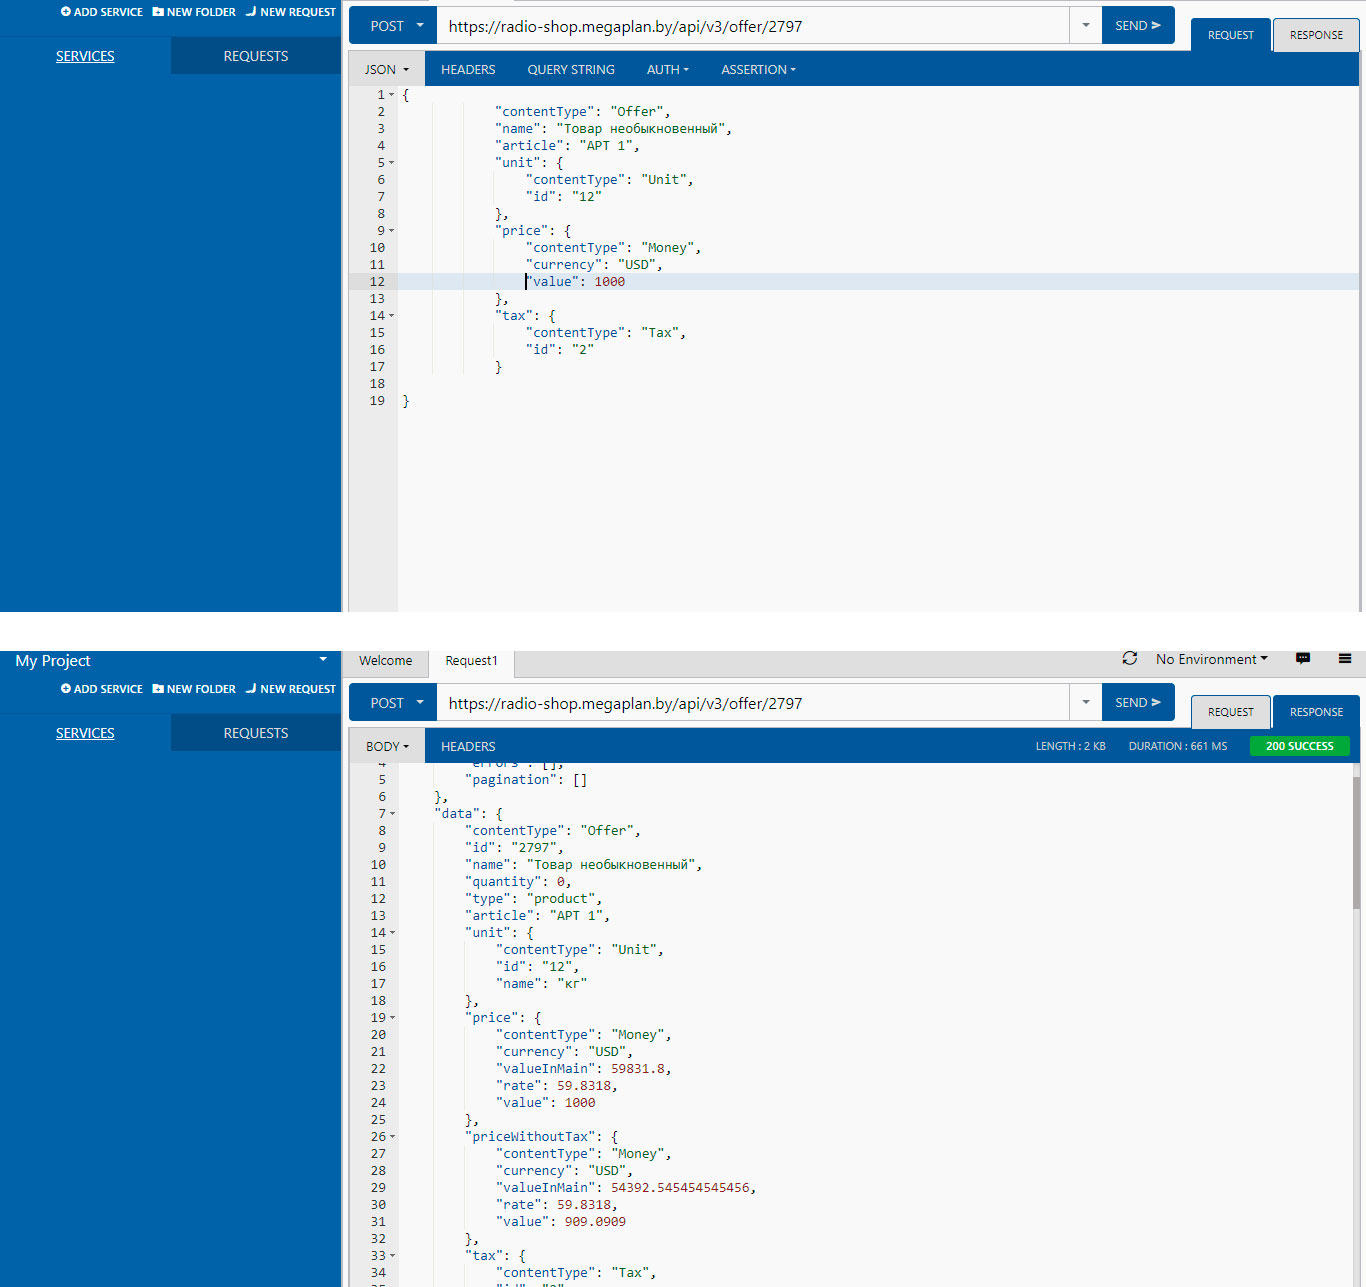 ADD SERVICE NEW FOLDER NEW REQUEST
SERVICES REQUESTS
POST https://radio-shop.megaplan.by/api/v3/offer/2797 SEND REQUEST RESPONSE
JSON HEADERS QUERY STRING AUTH ASSERTION
1 {
2 "contentType": "Offer",
3 "name": "Товар необыкновенный",
4 "article": "АРТ 1",
5 "unit": {
6 "contentType": "Unit",
7 "id": "12"
8 },
9 "price": {
10 "contentType": "Money",
11 "currency": "USD",
12 "value": 1000
13 },
14 "tax": {
15 "contentType": "Tax",
16 "id": "2"
17 }
18
19 }
My Project Welcome Request1 No Environment
ADD SERVICE NEW FOLDER NEW REQUEST
SERVICES REQUESTS
POST https://radio-shop.megaplan.by/api/v3/offer/2797 SEND REQUEST RESPONSE
BODY HEADERS LENGTH : 2 KB DURATION : 661 MS 200 SUCCESS
4 "errors": [],
5 "pagination": []
6 },
7 "data": {
8 "contentType": "Offer",
9 "id": "2797",
10 "name": "Товар необыкновенный",
11 "quantity": 0,
12 "type": "product",
13 "article": "АРТ 1",
14 "unit": {
15 "contentType": "Unit",
16 "id": "12",
17 "name": "кг"
18 },
19 "price": {
20 "contentType": "Money",
21 "currency": "USD",
22 "valueInMain": 59831.8,
23 "rate": 59.8318,
24 "value": 1000
25 },
26 "priceWithoutTax": {
27 "contentType": "Money",
28 "currency": "USD",
29 "valueInMain": 54392.545454545456,
30 "rate": 59.8318,
31 "value": 909.0909
32 },
33 "tax": {
34 "contentType": "Tax",